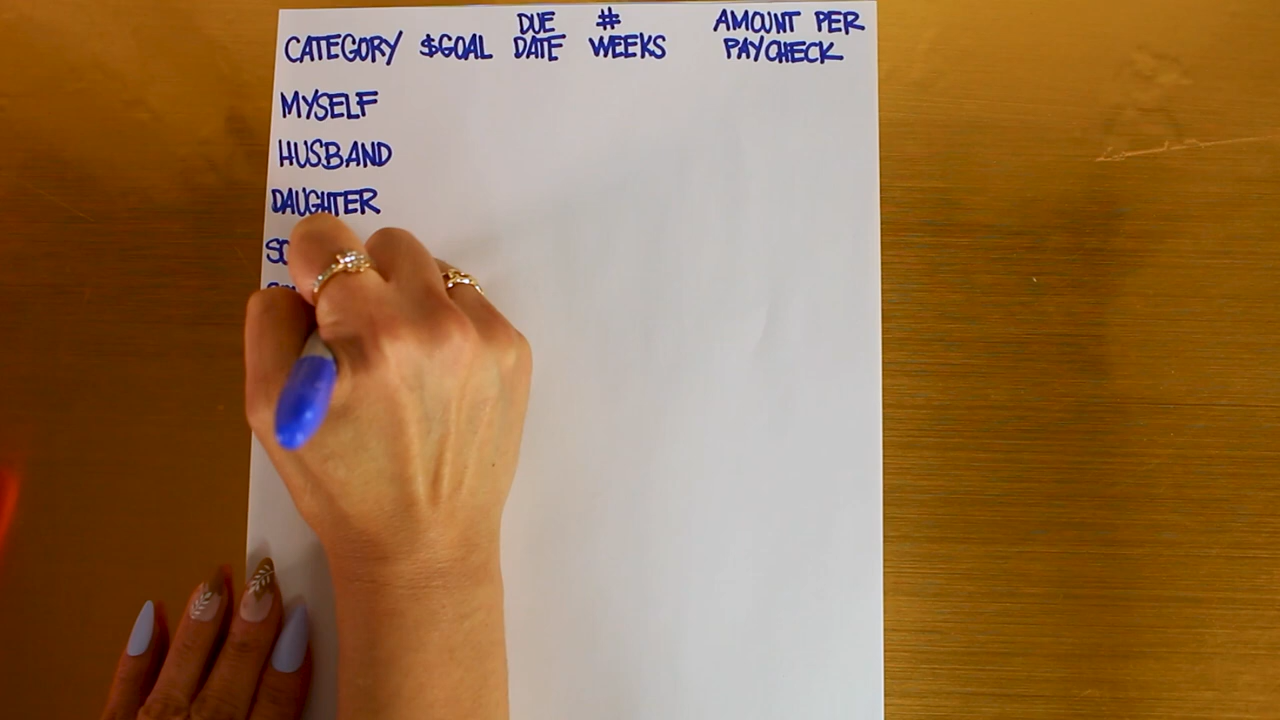 CATEGORY $GOAL DUE DATE # WEEKS AMOUNT PER PAYCHECK
MYSELF
HUSBAND
DAUGHTER